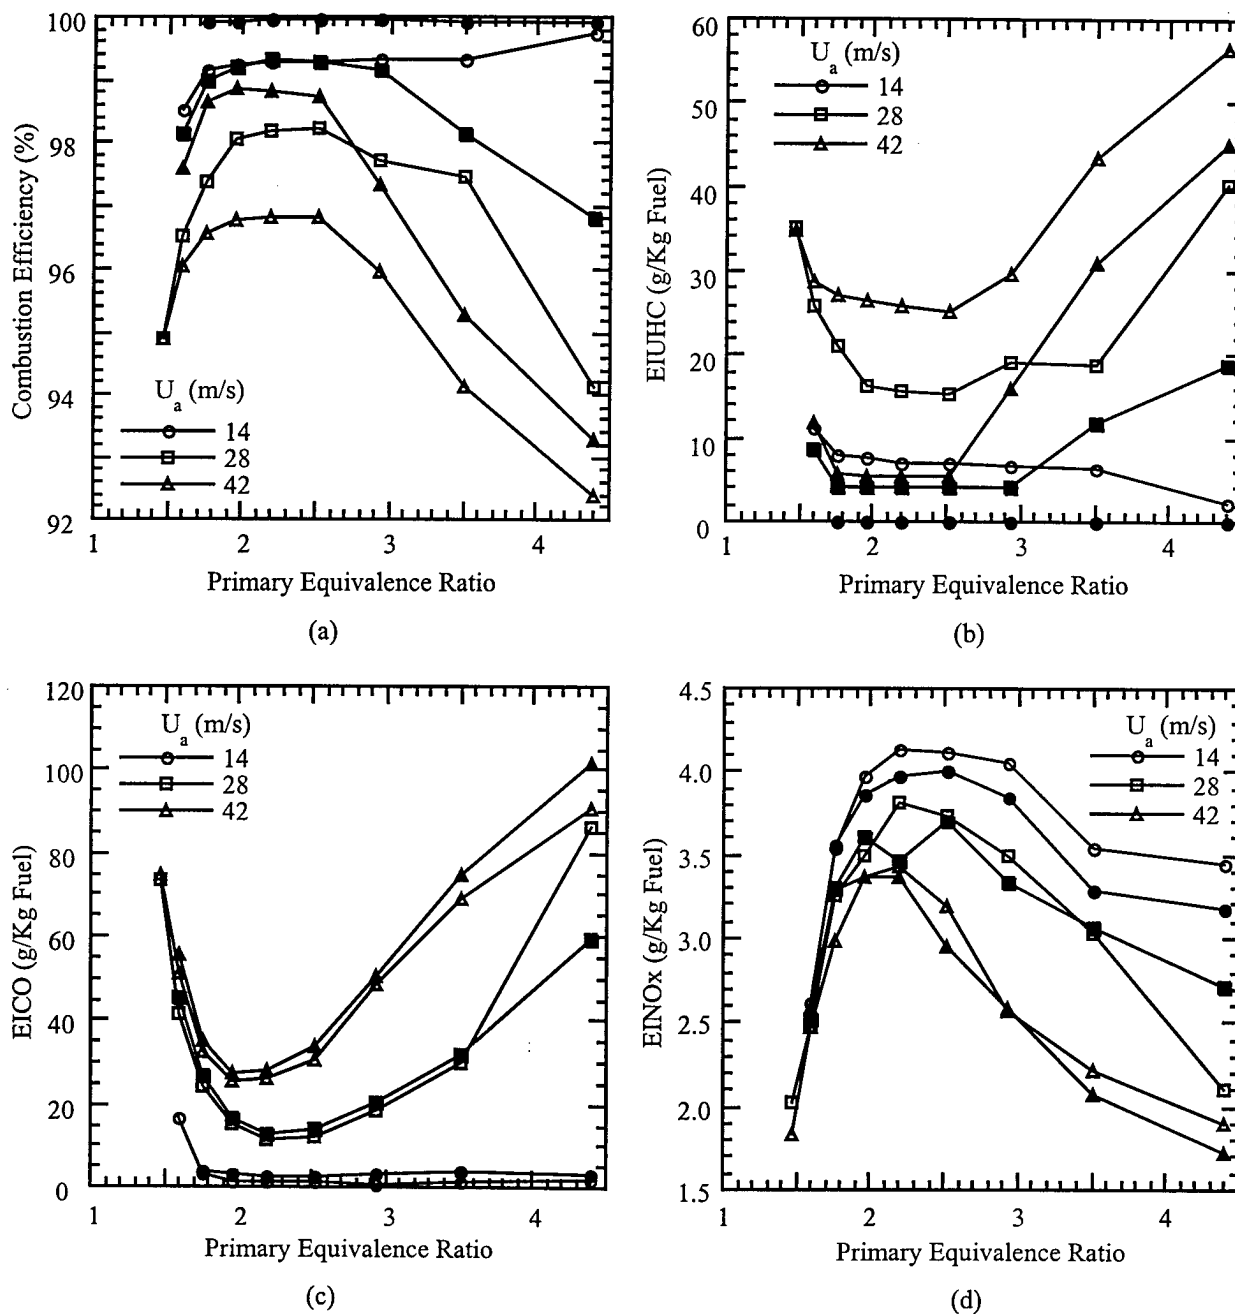 100
98
96
94
92
Combustion Efficiency (%)
U_a (m/s)
14
28
42
1 2 3 4
Primary Equivalence Ratio
(a)
60
50
40
30
20
10
0
EIUHC (g/Kg Fuel)
U_a (m/s)
14
28
42
1 2 3 4
Primary Equivalence Ratio
(b)
120
100
80
60
40
20
0
EICO (g/Kg Fuel)
U_a (m/s)
14
28
42
1 2 3 4
Primary Equivalence Ratio
(c)
4.5
4.0
3.5
3.0
2.5
2.0
1.5
EINOx (g/Kg Fuel)
U_a (m/s)
14
28
42
1 2 3 4
Primary Equivalence Ratio
(d)